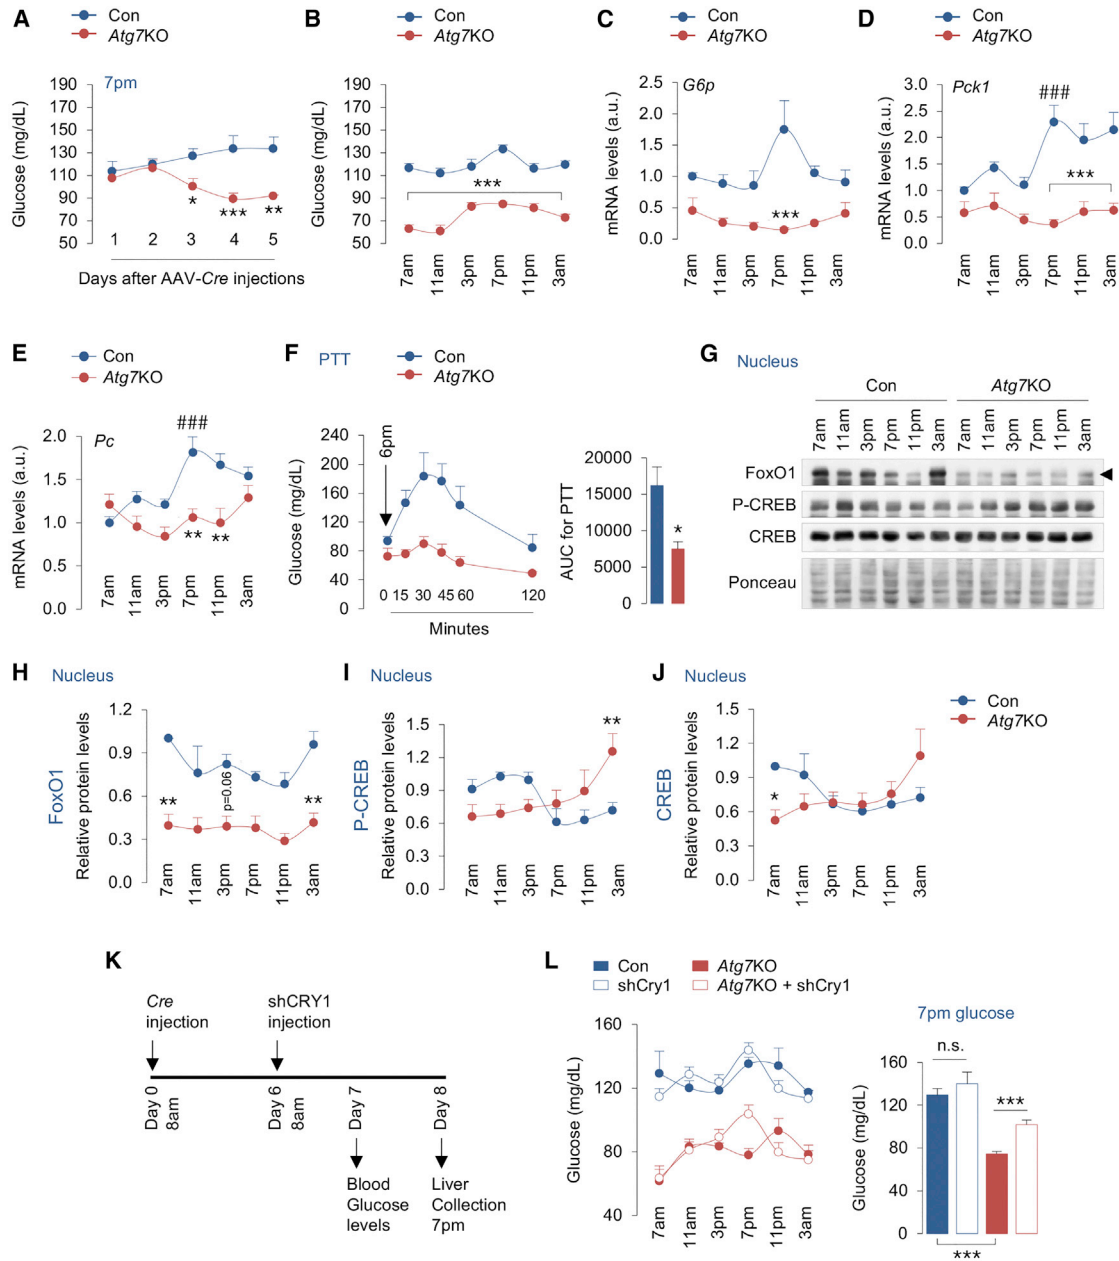 A
Con
Atg7KO
7pm
Glucose (mg/dL)
190
170
150
130
110
90
70
50
*
***
**
1 2 3 4 5
Days after AAV-Cre injections
B
Con
Atg7KO
Glucose (mg/dL)
190
170
150
130
110
90
70
50
***
7am 11am 3pm 7pm 11pm 3am
C
Con
Atg7KO
G6p
mRNA levels (a.u.)
2.5
2.0
1.5
1.0
0.5
0.0
***
7am 11am 3pm 7pm 11pm 3am
D
Con
Atg7KO
Pck1
mRNA levels (a.u.)
3.0
2.5
2.0
1.5
1.0
0.5
0.0
###
***
7am 11am 3pm 7pm 11pm 3am
E
Con
Atg7KO
Pc
mRNA levels (a.u.)
2.0
1.5
1.0
0.5
0.0
###
** **
7am 11am 3pm 7pm 11pm 3am
F
PTT
Con
Atg7KO
Glucose (mg/dL)
240
200
160
120
80
40
0
6pm
0 15 30 45 60 120
Minutes
AUC for PTT
20000
15000
10000
5000
0
*
G
Nucleus
Con Atg7KO
7am 11am 3pm 7pm 11pm 3am 7am 11am 3pm 7pm 11pm 3am
FoxO1
P-CREB
CREB
Ponceau
H
Nucleus
FoxO1
Relative protein levels
1.2
0.9
0.6
0.3
0.0
**
p=0.06
**
7am 11am 3pm 7pm 11pm 3am
I
Nucleus
P-CREB
Relative protein levels
1.5
1.2
0.9
0.6
0.3
0.0
**
7am 11am 3pm 7pm 11pm 3am
J
Nucleus
Con
Atg7KO
CREB
Relative protein levels
1.5
1.2
0.9
0.6
0.3
0.0
*
7am 11am 3pm 7pm 11pm 3am
K
Cre
injection
shCRY1
injection
Day 0
8am
Day 6
8am
Day 7
Day 8
Blood
Glucose
levels
Liver
Collection
7pm
L
Con
Atg7KO
shCry1
Atg7KO + shCry1
Glucose (mg/dL)
160
120
80
40
7am 11am 3pm 7pm 11pm 3am
7pm glucose
Glucose (mg/dL)
160
120
80
40
0
n.s.
***
***